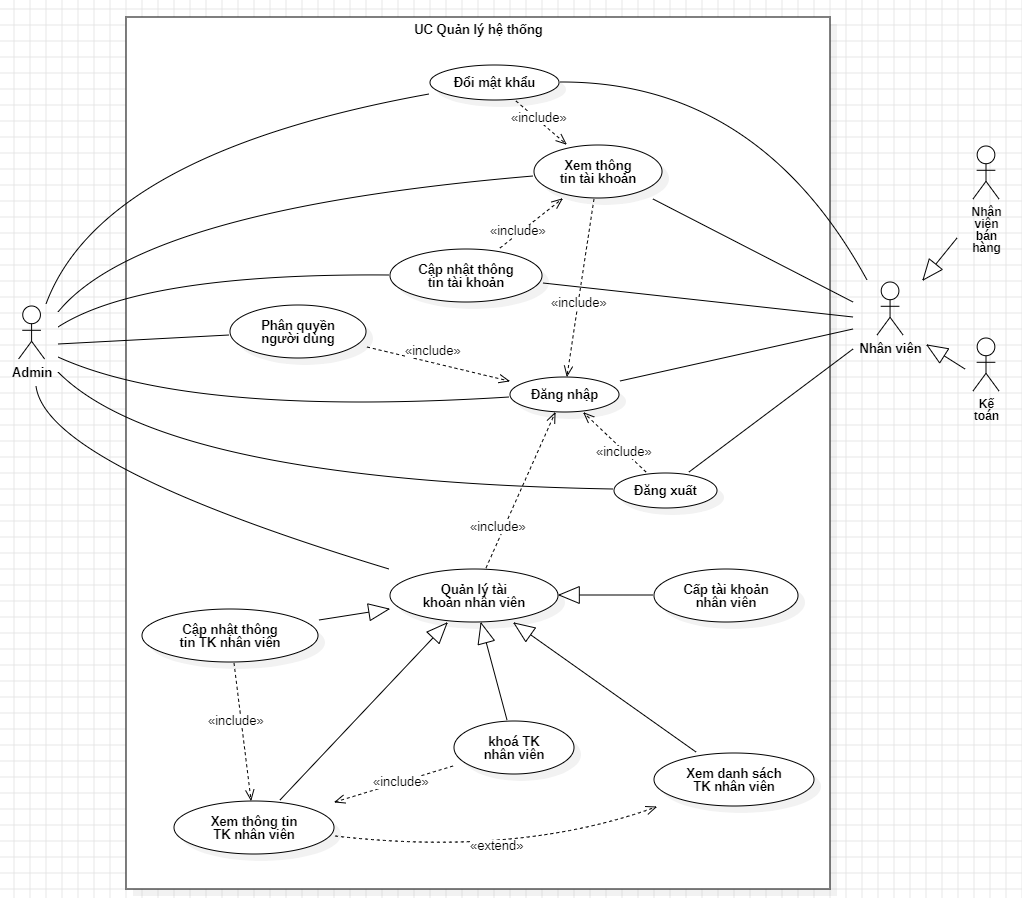 UC Quản lý hệ thống
Đổi mật khẩu
«include»
Xem thông
tin tài khoản
«include»
Cập nhật thông
tin tài khoản
«include»
Phân quyền
người dùng
«include»
Đăng nhập
«include»
Đăng xuất
«include»
Quản lý tài
khoản nhân viên
Cấp tài khoản
nhân viên
Cập nhật thông
tin TK nhân viên
«include»
khoá TK
nhân viên
«include»
Xem danh sách
TK nhân viên
Xem thông tin
TK nhân viên
«extend»
Admin
Nhân viên
Nhân
viên
bán
hàng
Kế
toán